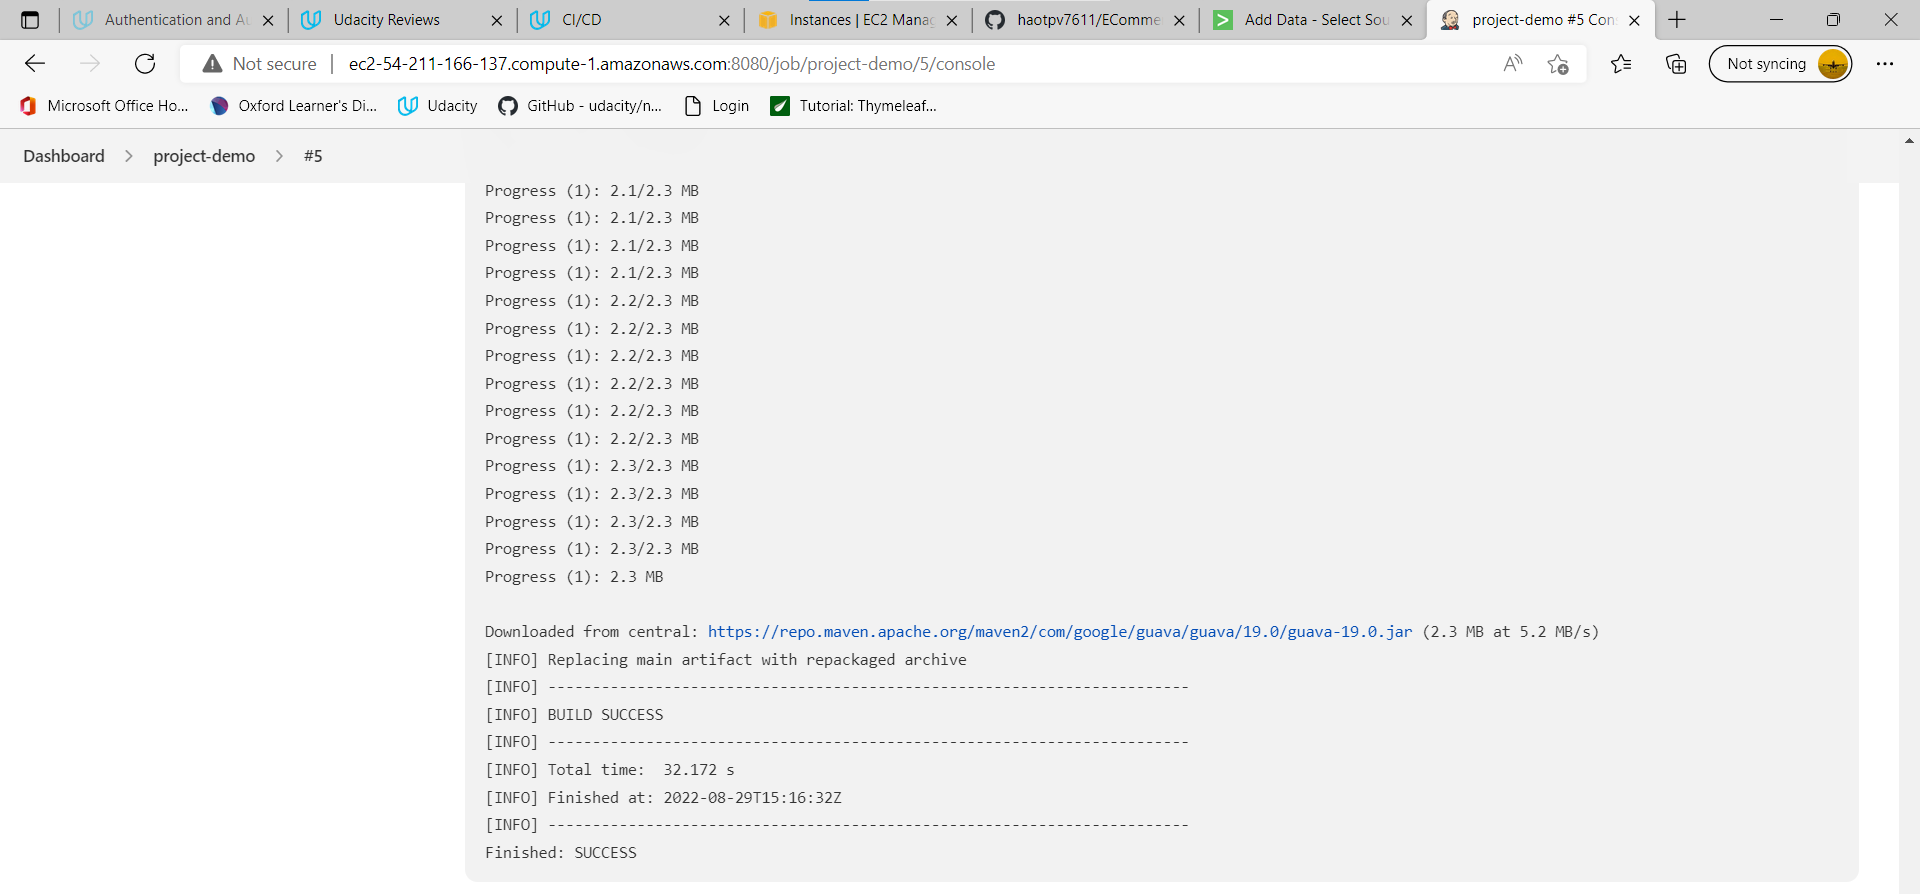 Authentication and Au
Udacity Reviews
CI/CD
Instances | EC2 Manag
haotpv7611/EComme
Add Data - Select Sou
project-demo #5 Con
Not secure
ec2-54-211-166-137.compute-1.amazonaws.com:8080/job/project-demo/5/console
Not syncing
Microsoft Office Ho...
Oxford Learner's Di...
Udacity
GitHub - udacity/n...
Login
Tutorial: Thymeleaf...
Dashboard > project-demo > #5
Progress (1): 2.1/2.3 MB
Progress (1): 2.1/2.3 MB
Progress (1): 2.1/2.3 MB
Progress (1): 2.1/2.3 MB
Progress (1): 2.2/2.3 MB
Progress (1): 2.2/2.3 MB
Progress (1): 2.2/2.3 MB
Progress (1): 2.2/2.3 MB
Progress (1): 2.2/2.3 MB
Progress (1): 2.2/2.3 MB
Progress (1): 2.3/2.3 MB
Progress (1): 2.3/2.3 MB
Progress (1): 2.3/2.3 MB
Progress (1): 2.3/2.3 MB
Progress (1): 2.3 MB
Downloaded from central: https://repo.maven.apache.org/maven2/com/google/guava/guava/19.0/guava-19.0.jar (2.3 MB at 5.2 MB/s)
[INFO] Replacing main artifact with repackaged archive
[INFO] ------------------------------------------------------------------------
[INFO] BUILD SUCCESS
[INFO] ------------------------------------------------------------------------
[INFO] Total time:  32.172 s
[INFO] Finished at: 2022-08-29T15:16:32Z
[INFO] ------------------------------------------------------------------------
Finished: SUCCESS